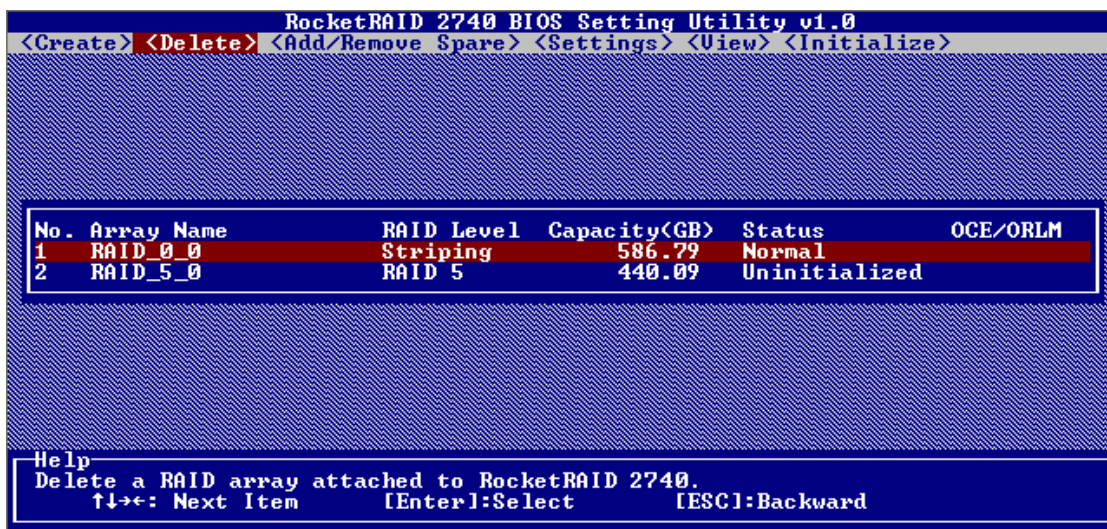 RocketRAID 2740 BIOS Setting Utility v1.0
<Create> <Delete> <Add/Remove Spare> <Settings> <View> <Initialize>
No. Array Name RAID Level Capacity(GB) Status OCE/ORLM
1 RAID_0_0 Striping 586.79 Normal
2 RAID_5_0 RAID 5 440.09 Uninitialized
Help
Delete a RAID array attached to RocketRAID 2740.
↑↓→←: Next Item [Enter]:Select [ESC]:Backward